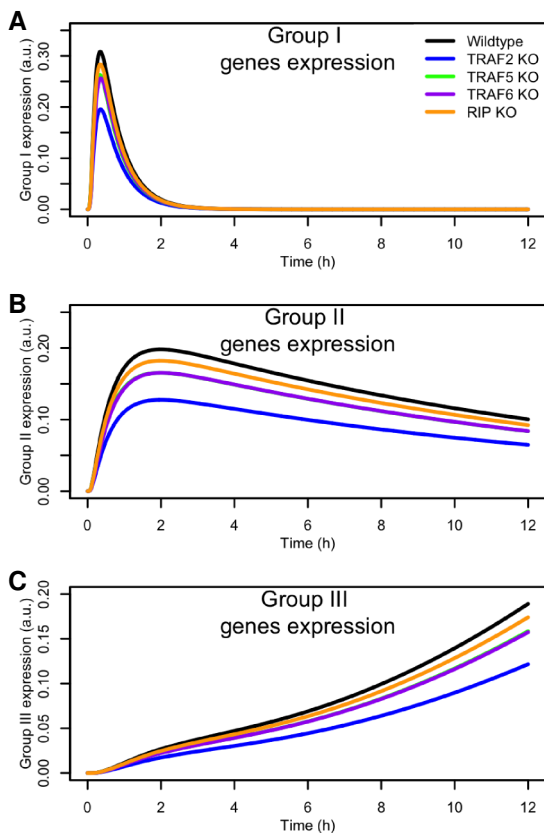 A
Group I
genes expression
Wildtype
TRAF2 KO
TRAF5 KO
TRAF6 KO
RIP KO
Group I expression (a.u.)
0.00 0.10 0.20 0.30
0 2 4 6 8 10 12
Time (h)
B
Group II
genes expression
Group II expression (a.u.)
0.00 0.10 0.20
0 2 4 6 8 10 12
Time (h)
C
Group III
genes expression
Group III expression (a.u.)
0.00 0.05 0.10 0.15 0.20
0 2 4 6 8 10 12
Time (h)